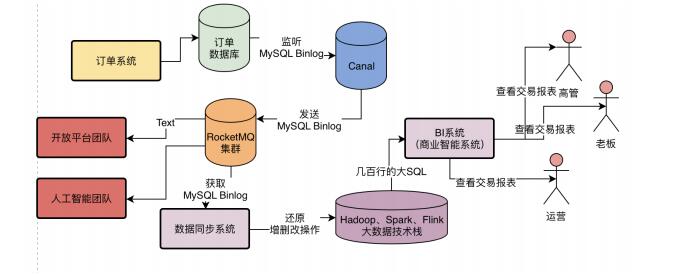 订单系统
订单
数据库
监听
MySQL Binlog
Canal
发送
MySQL Binlog
RocketMQ
集群
Text
开放平台团队
人工智能团队
获取
MySQL Binlog
数据同步系统
还原
增删改操作
Hadoop、Spark、Flink
大数据技术栈
几百行的大SQL
BI系统
（商业智能系统）
查看交易报表
高管
查看交易报表
老板
查看交易报表
运营